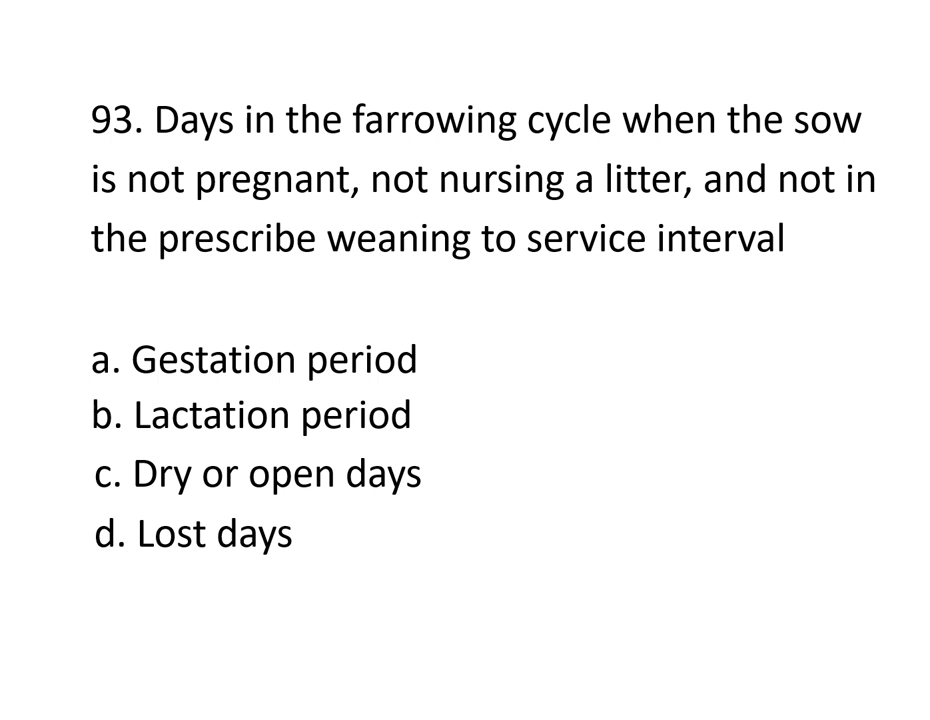 93. Days in the farrowing cycle when the sow
is not pregnant, not nursing a litter, and not in
the prescribe weaning to service interval
a. Gestation period
b. Lactation period
c. Dry or open days
d. Lost days